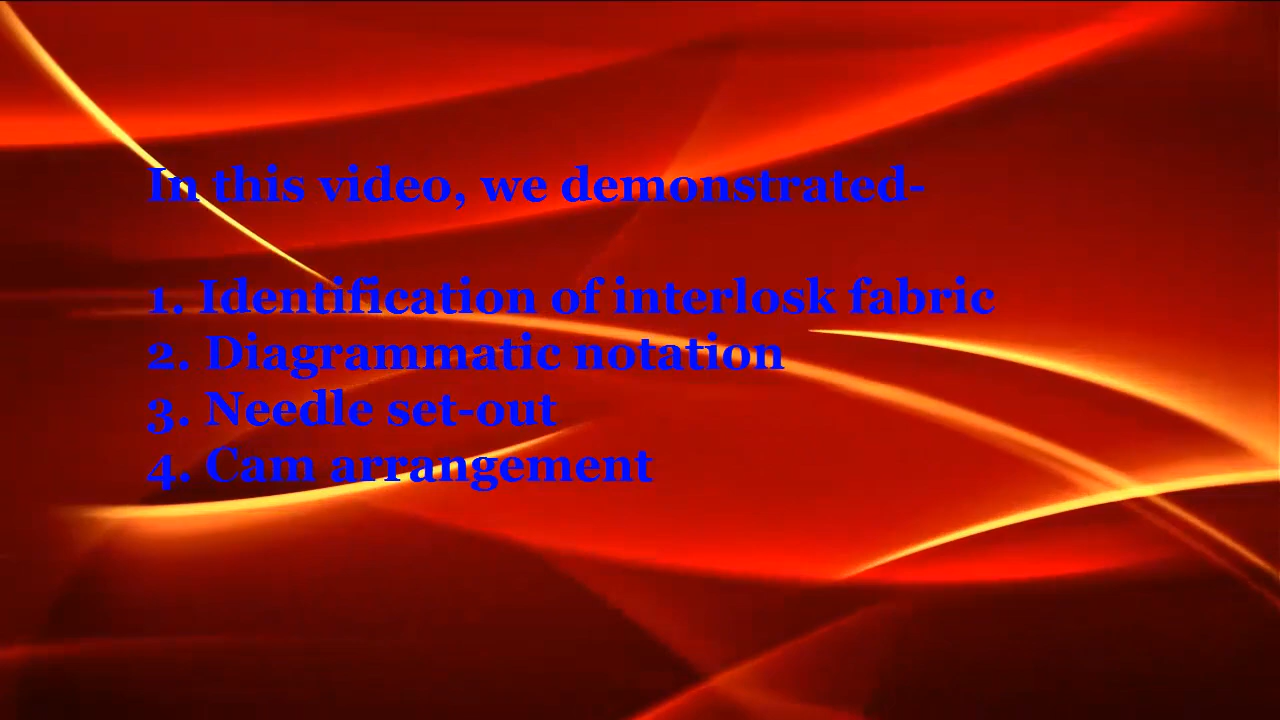 In this video, we demonstrated-
1. Identification of interlosk fabric
2. Diagrammatic notation
3. Needle set-out
4. Cam arrangement